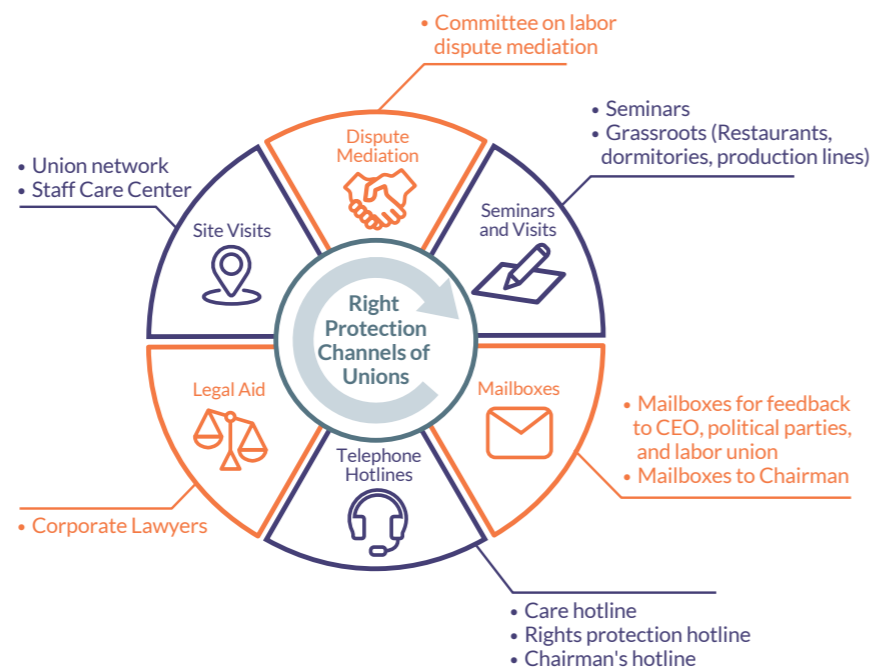 • Committee on labor
dispute mediation
• Seminars
• Grassroots (Restaurants,
dormitories, production lines)
• Union network
• Staff Care Center
Dispute
Mediation
Seminars
and Visits
Site Visits
Right
Protection
Channels of
Unions
Legal Aid
Mailboxes
• Mailboxes for feedback
to CEO, political parties,
and labor union
• Mailboxes to Chairman
Telephone
Hotlines
• Corporate Lawyers
• Care hotline
• Rights protection hotline
• Chairman's hotline